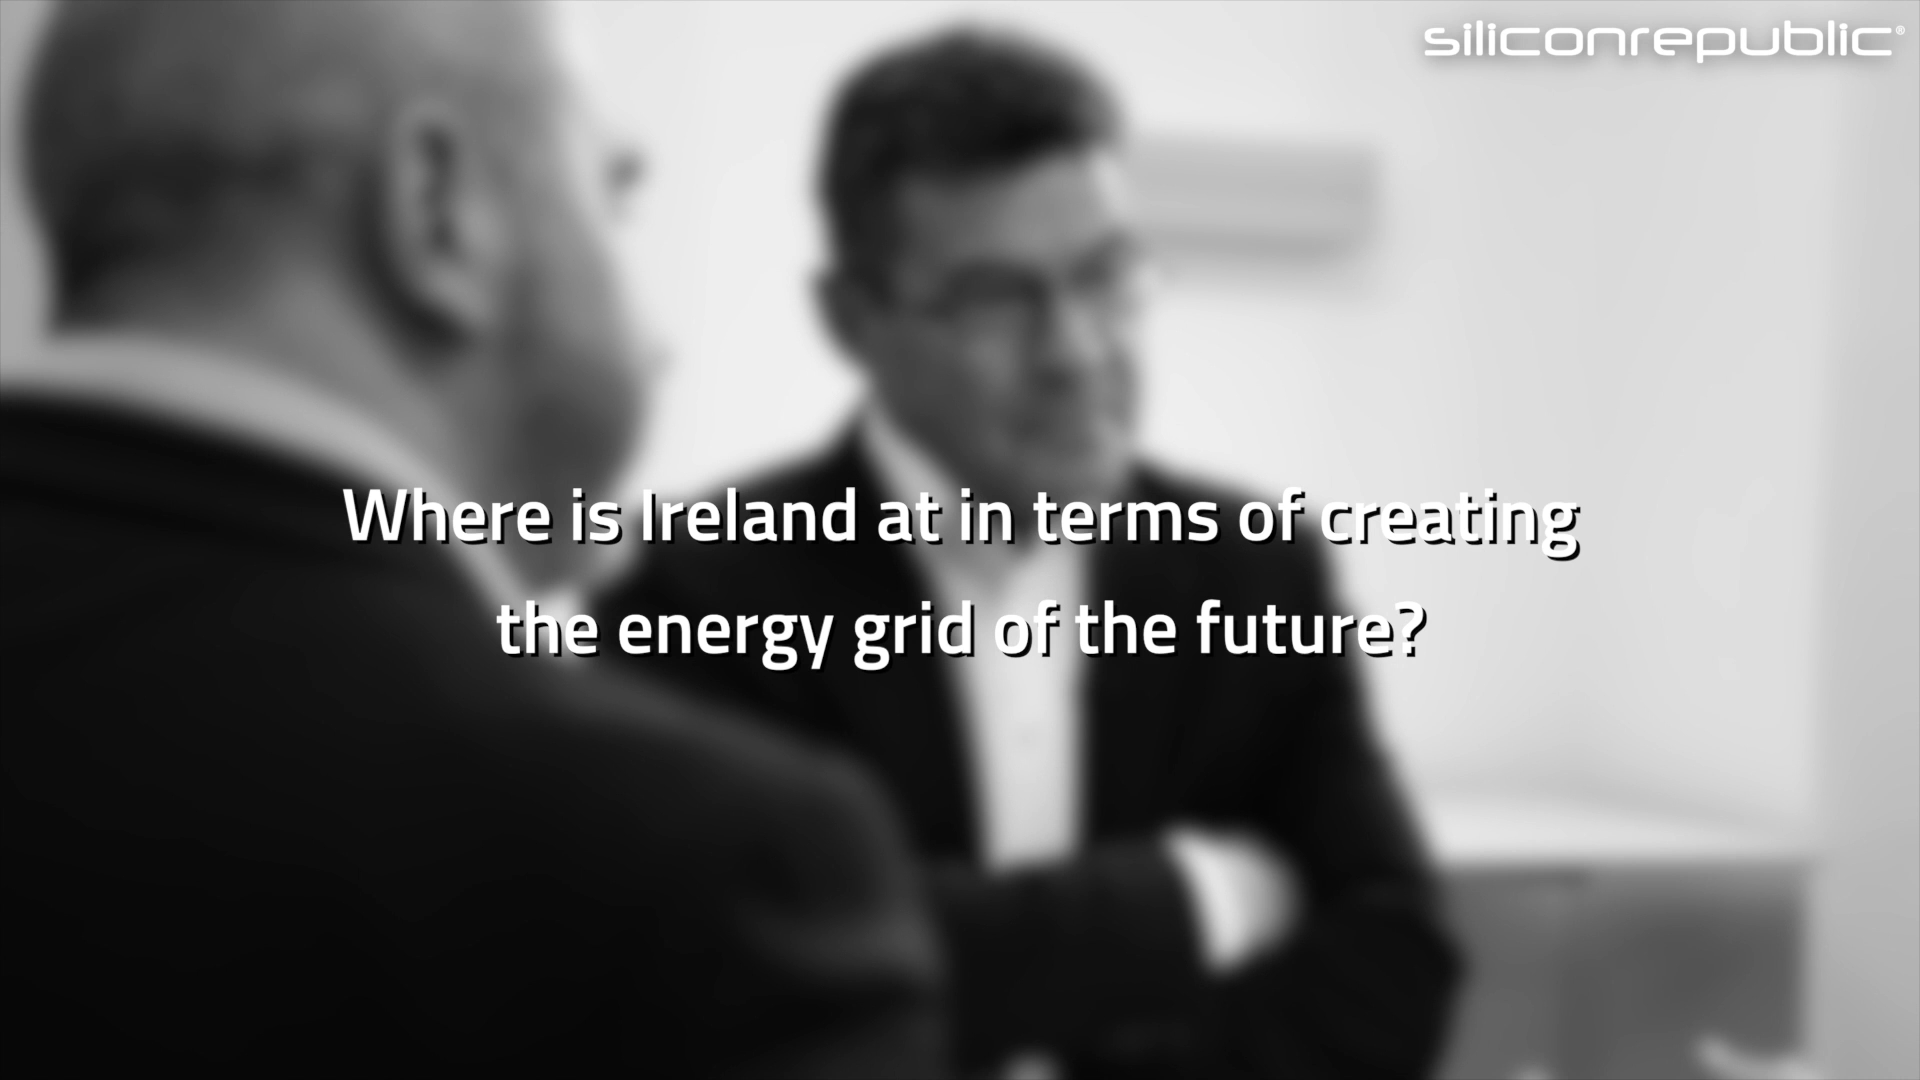 siliconrepublic®
Where is Ireland at in terms of creating
the energy grid of the future?